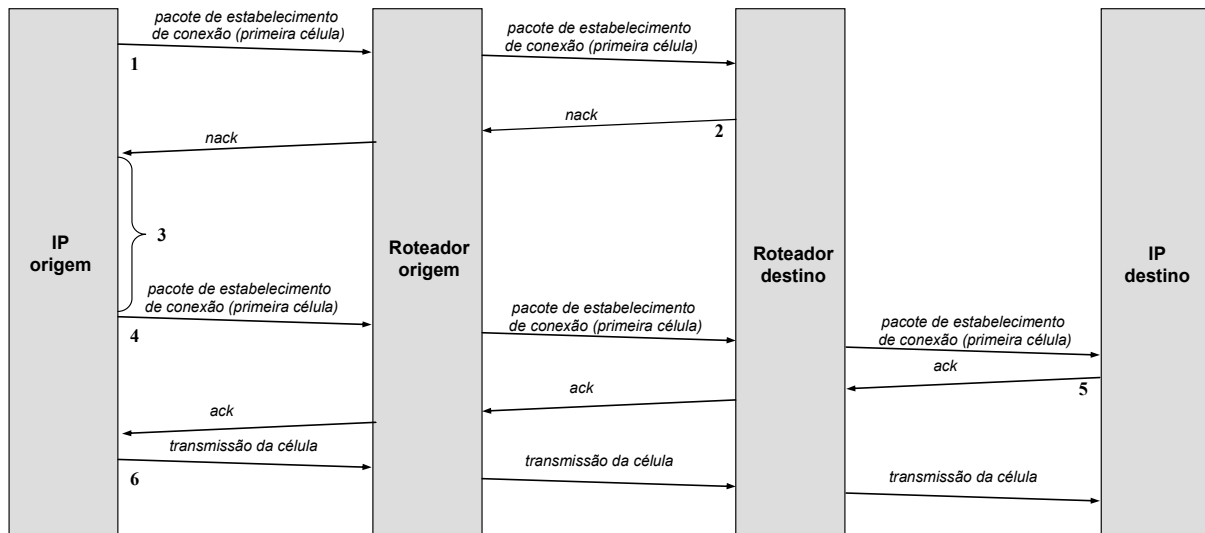 pacote de estabelecimento
de conexão (primeira célula)
1
pacote de estabelecimento
de conexão (primeira célula)
nack
2
nack
3
IP
origem
Roteador
origem
Roteador
destino
IP
destino
pacote de estabelecimento
de conexão (primeira célula)
4
pacote de estabelecimento
de conexão (primeira célula)
pacote de estabelecimento
de conexão (primeira célula)
ack
5
ack
ack
transmissão da célula
6
transmissão da célula
transmissão da célula